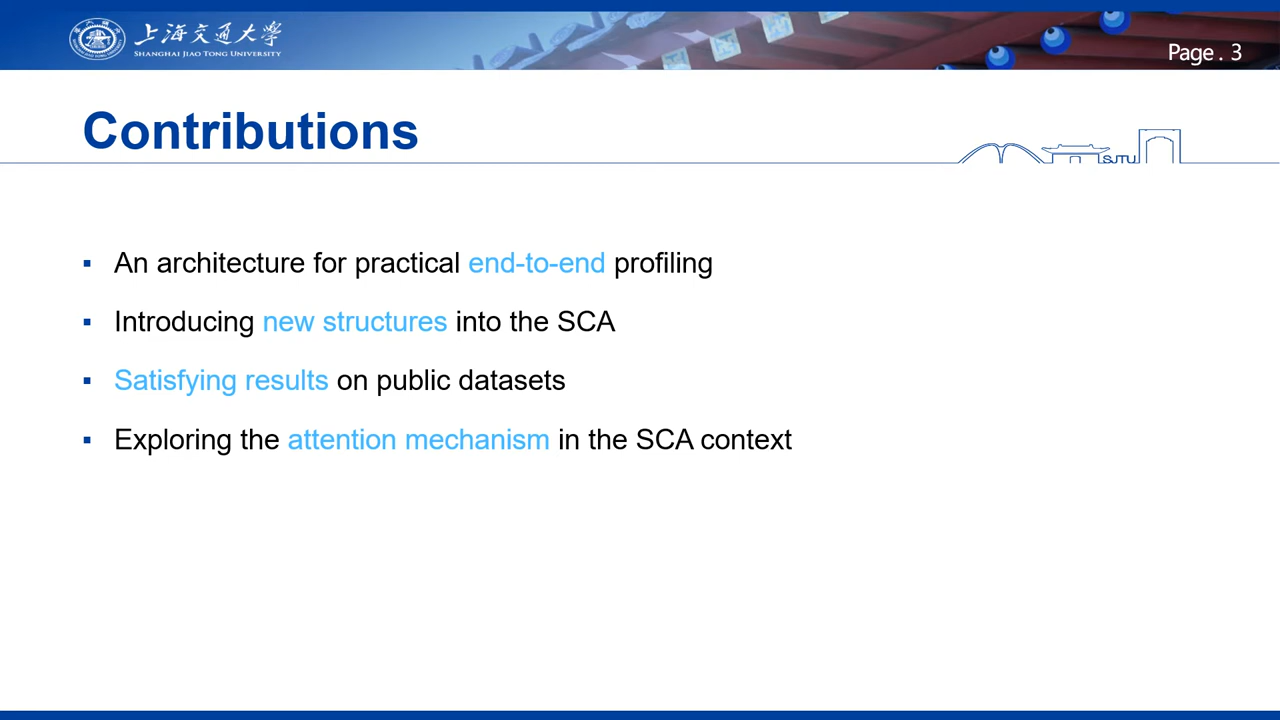 上海交通大学
SHANGHAI JIAO TONG UNIVERSITY
Page . 3
Contributions
SJTU
▪ An architecture for practical end-to-end profiling
▪ Introducing new structures into the SCA
▪ Satisfying results on public datasets
▪ Exploring the attention mechanism in the SCA context